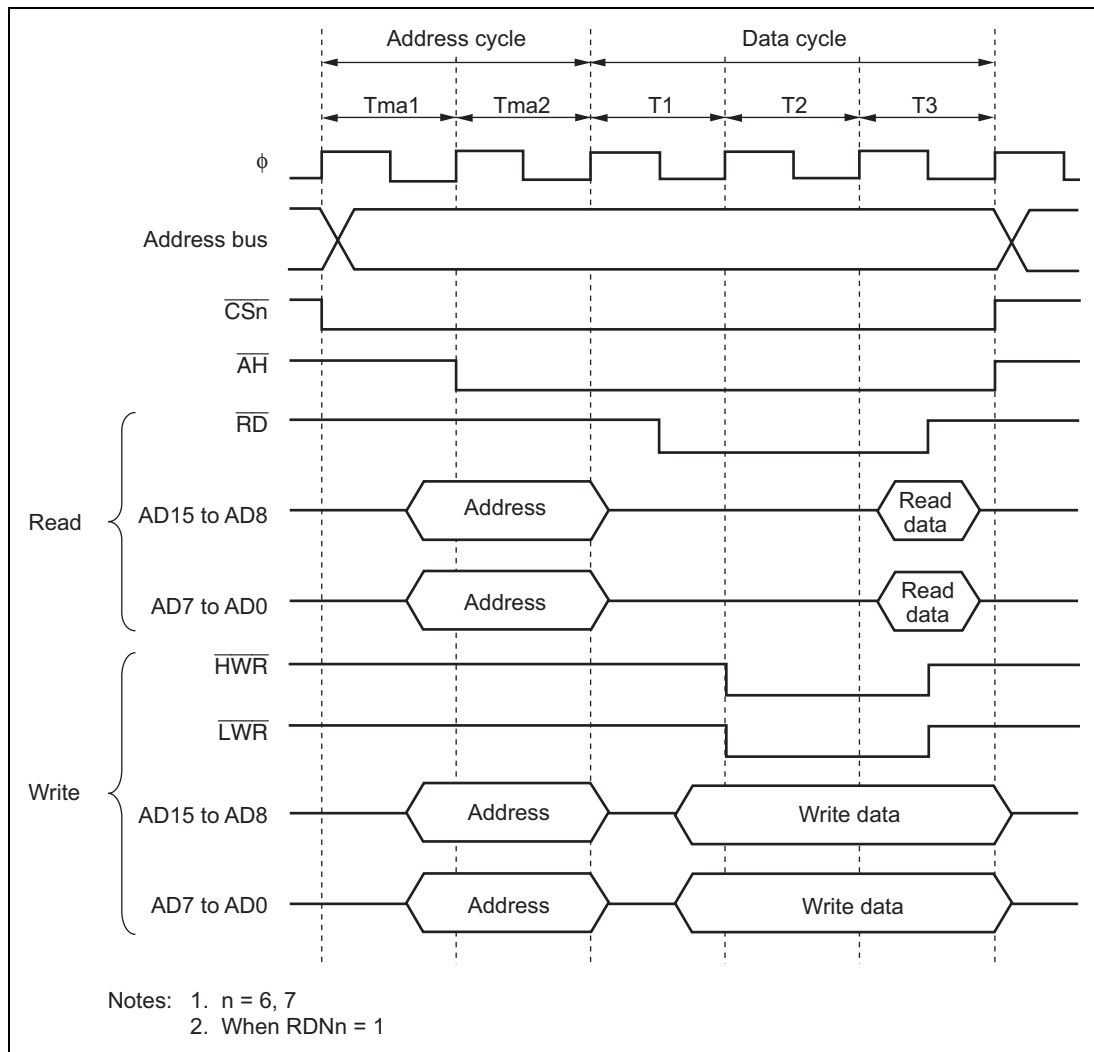 Address cycle
Data cycle
Tma1
Tma2
T1
T2
T3
ϕ
Address bus
CSn
AH
Read
RD
AD15 to AD8
Address
Read
data
AD7 to AD0
Address
Read
data
Write
HWR
LWR
AD15 to AD8
Address
Write data
AD7 to AD0
Address
Write data
Notes: 1. n = 6, 7
2. When RDNn = 1